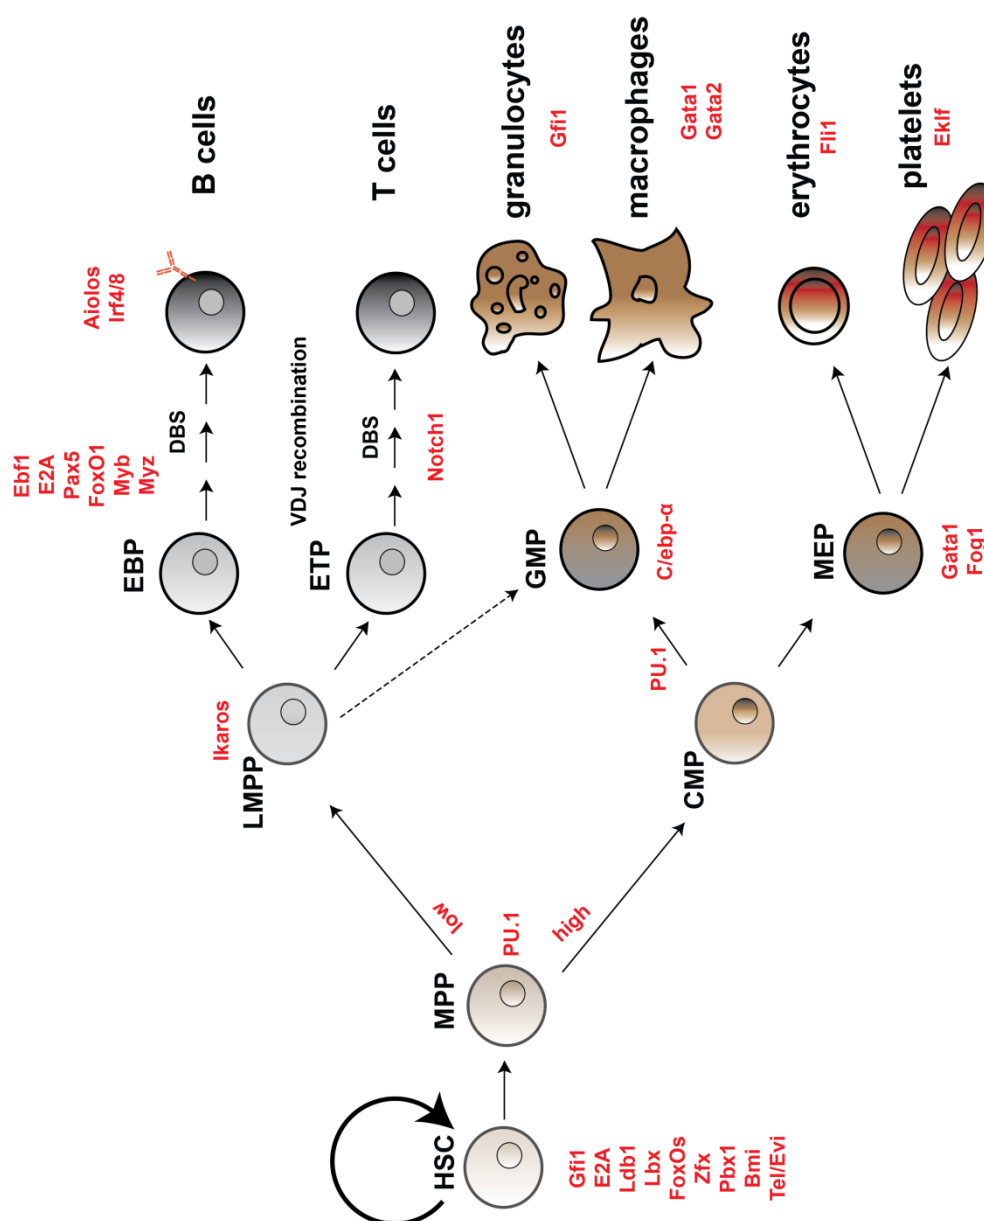 HSC
Gfi1
E2A
Ldb1
Lbx
FoxOs
Zfx
Pbx1
Bmi
Tel/Evi
MPP
PU.1
low
high
LMPP
Ikaros
CMP
PU.1
EBP
Ebf1
E2A
Pax5
FoxO1
Myb
Myz
DBS
Aiolos
Irf4/8
B cells
ETP
VDJ recombination
DBS
Notch1
T cells
GMP
C/ebp-α
granulocytes
Gfi1
macrophages
Gata1
Gata2
MEP
Gata1
Fog1
erythrocytes
Fli1
platelets
Eklf